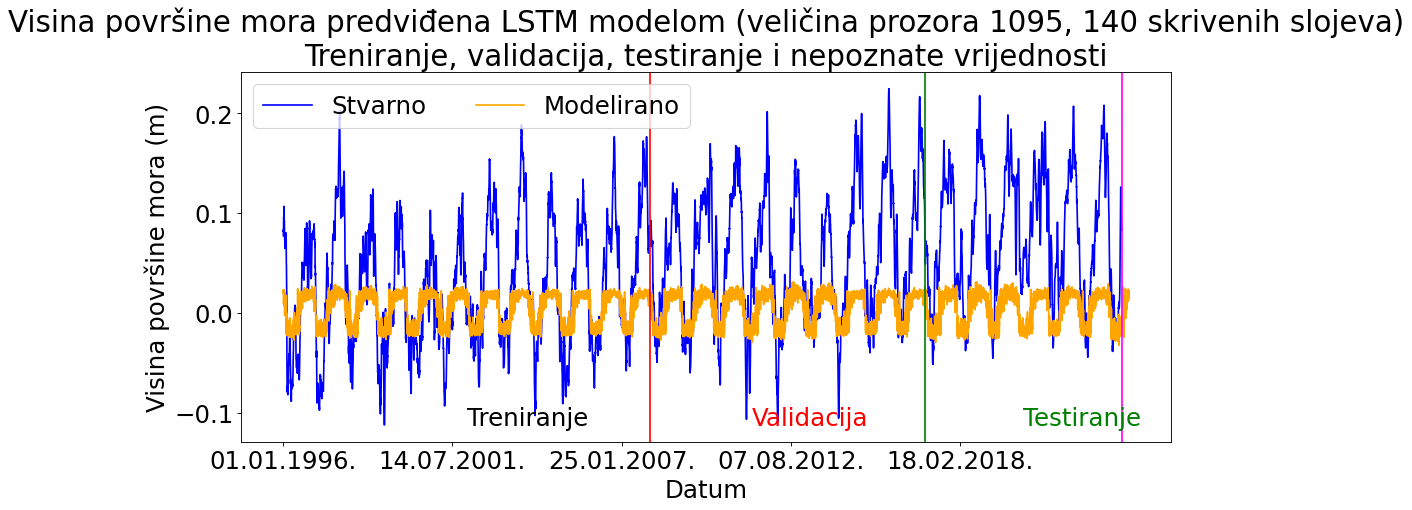 Visina površine mora predviđena LSTM modelom (veličina prozora 1095, 140 skrivenih slojeva)
Treniranje, validacija, testiranje i nepoznate vrijednosti
Stvarno
Modelirano
Visina površine mora (m)
0.2
0.1
0.0
−0.1
Treniranje
Validacija
Testiranje
01.01.1996.
14.07.2001.
25.01.2007.
07.08.2012.
18.02.2018.
Datum